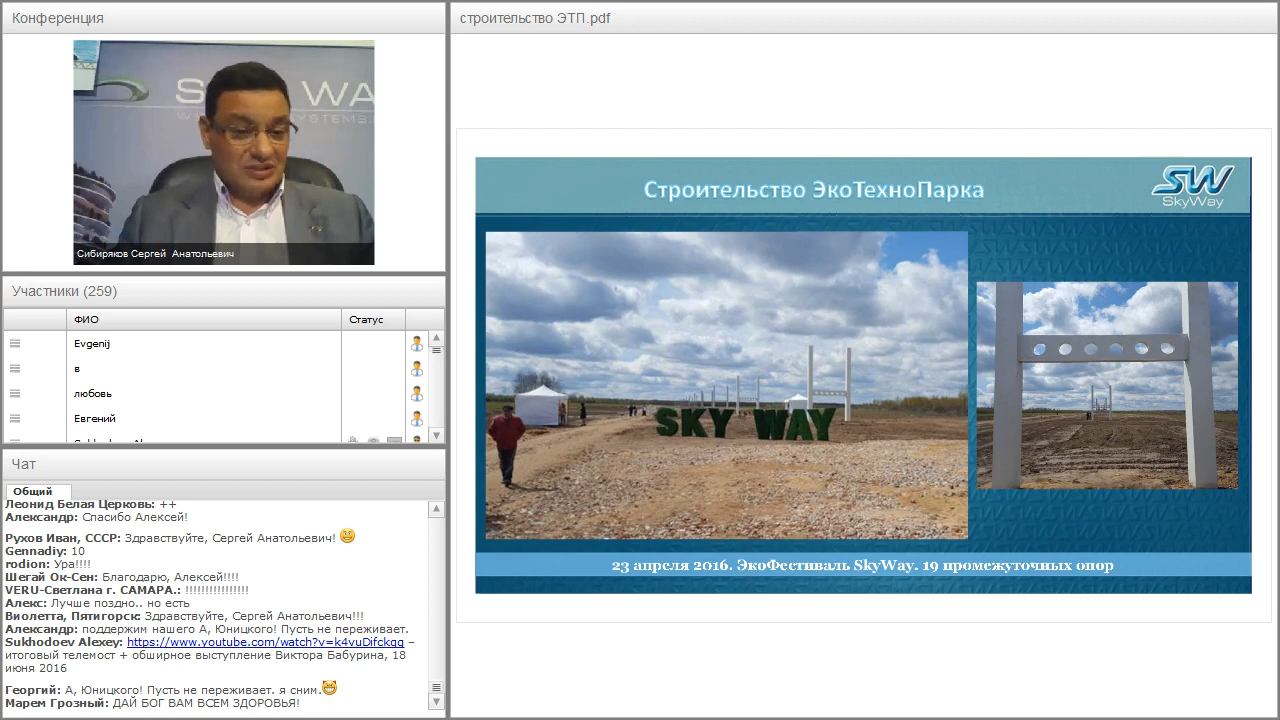 Конференция
SKY WAY
Сибиряков Сергей Анатольевич
Участники (259)
ФИО
Статус
Evgenij
в
любовь
Евгений
Чат
Общий
Леонид Белая Церковь: ++
Александр: Спасибо Алексей!
Рухов Иван, СССР: Здравствуйте, Сергей Анатольевич!
Gennadiy: 10
rodion: Ура!!!!
Шегай Ок-Сен: Благодарю, Алексей!!!!
VERU-Светлана г. САМАРА.: !!!!!!!!!!!!!!!!
Алекс: Лучше поздно.. но есть
Виолетта, Пятигорск: Здравствуйте, Сергей Анатольевич!!!
Александр: поддержим нашего А, Юницкого! Пусть не переживает.
Sukhodoev Alexey: https://www.youtube.com/watch?v=k4vuDifckgg –
итоговый телемост + обширное выступление Виктора Бабурина, 18
июня 2016
Георгий: А, Юницкого! Пусть не переживает. я сним.
Марем Грозный: ДАЙ БОГ ВАМ ВСЕМ ЗДОРОВЬЯ!
строительство ЭТП.pdf
Строительство ЭкоТехноПарка
SW
SkyWay
SKY WAY
23 апреля 2016. ЭкоФестиваль SkyWay. 19 промежуточных опор